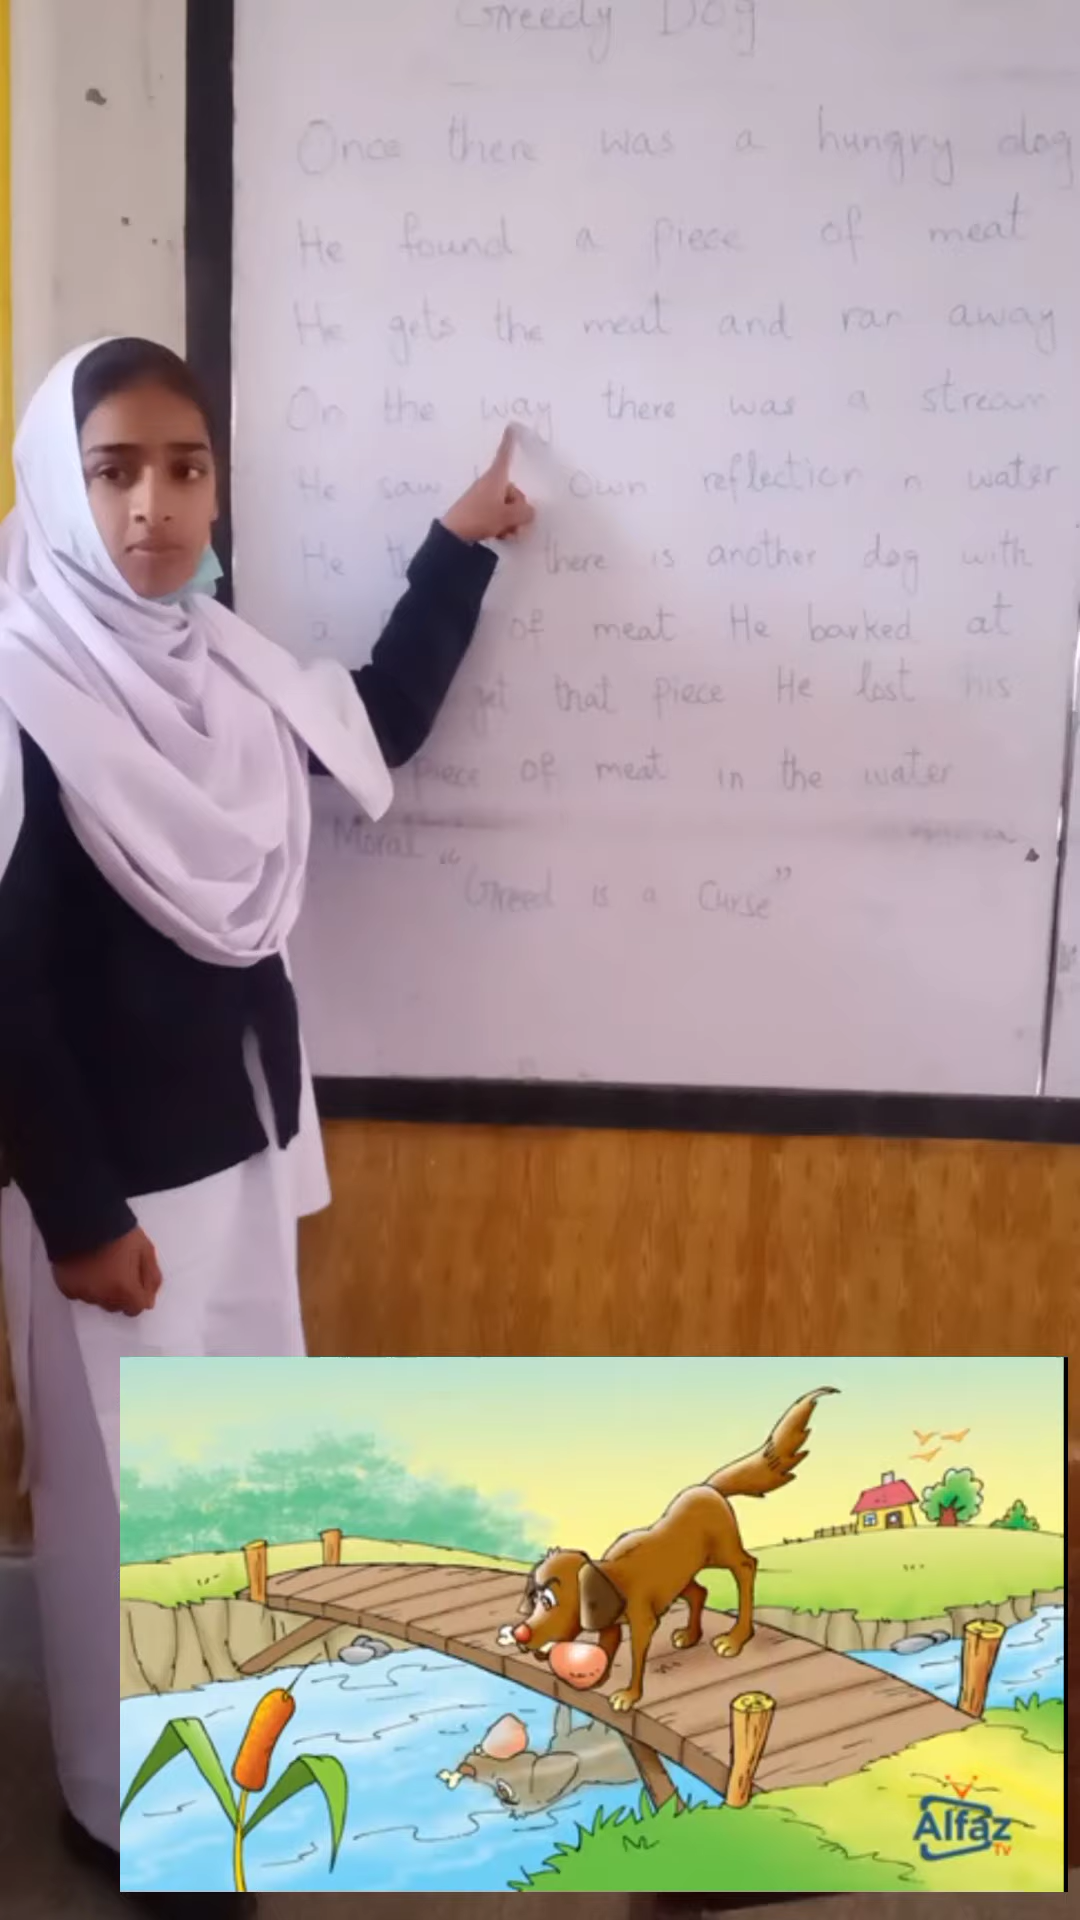 Greedy Dog
Once there was a hungry dog
He found a piece of meat
He gets the meat and ran away
On the way there was a stream
He saw own reflection n water
He there is another dog with
a of meat He barked at
get that piece He lost his
piece of meat in the water
Moral
"Greed is a Curse"
Alfaz
TV